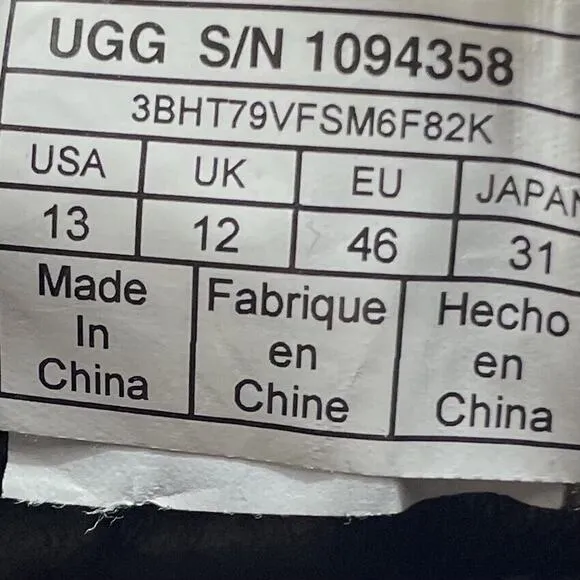 UGG S/N 1094358
3BHT79VFSM6F82K
USA UK EU JAPAN
13 12 46 31
Made Fabrique Hecho
In en en
China Chine China